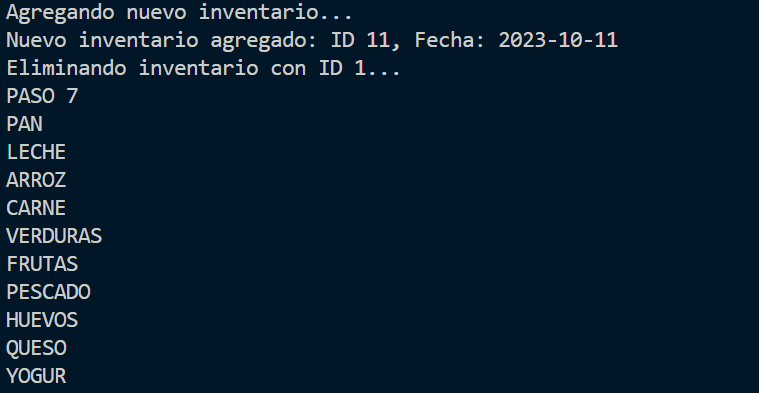 Agregando nuevo inventario...
Nuevo inventario agregado: ID 11, Fecha: 2023-10-11
Eliminando inventario con ID 1...
PASO 7
PAN
LECHE
ARROZ
CARNE
VERDURAS
FRUTAS
PESCADO
HUEVOS
QUESO
YOGUR